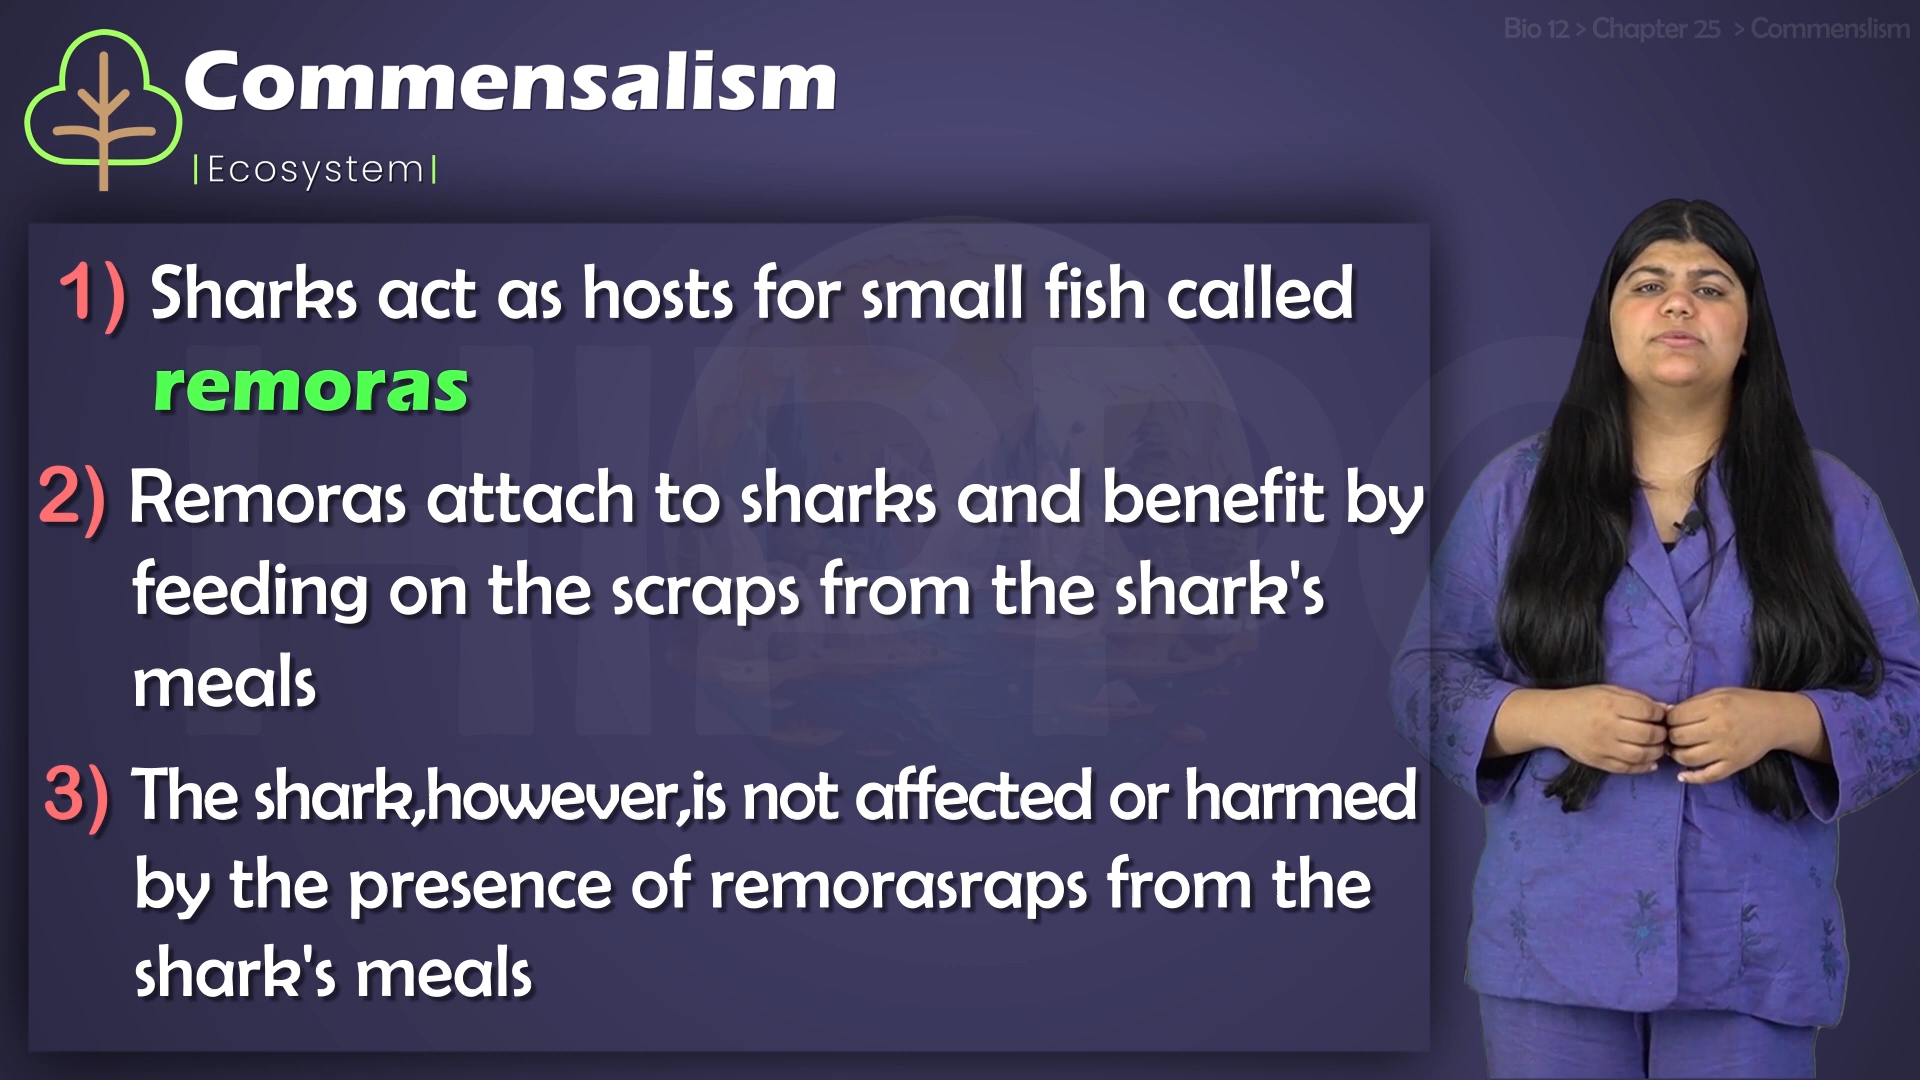 Bio 12 > Chapter 25 > Commenslism
Commensalism
|Ecosystem|
1) Sharks act as hosts for small fish called
remoras
2) Remoras attach to sharks and benefit by
feeding on the scraps from the shark's
meals
3) The shark,however,is not affected or harmed
by the presence of remorasraps from the
shark's meals